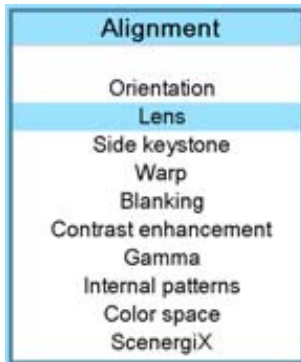 Alignment
Orientation
Lens
Side keystone
Warp
Blanking
Contrast enhancement
Gamma
Internal patterns
Color space
ScenergiX